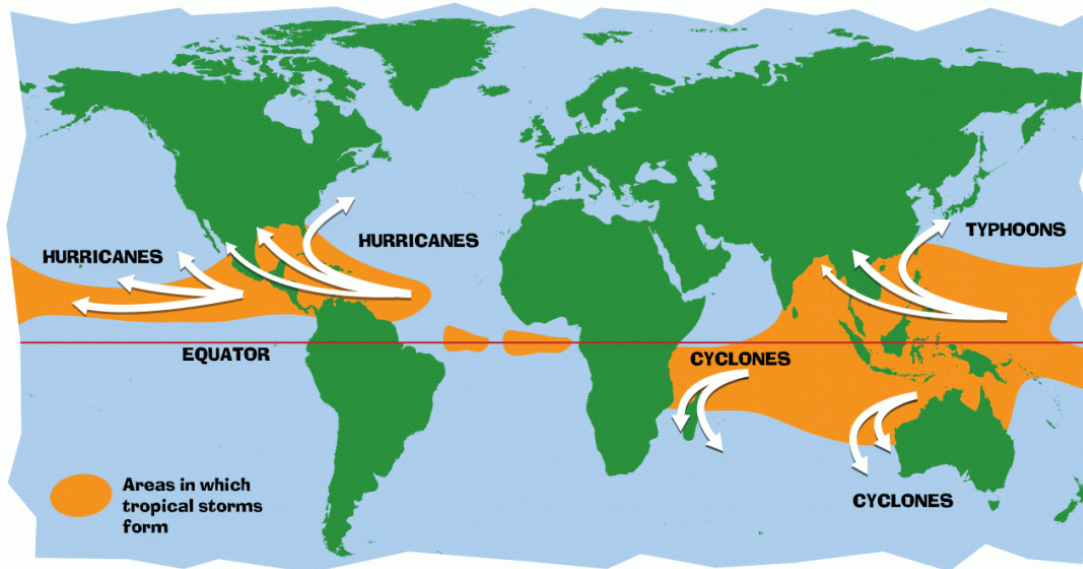 HURRICANES
HURRICANES
TYPHOONS
EQUATOR
CYCLONES
CYCLONES
Areas in which
tropical storms
form